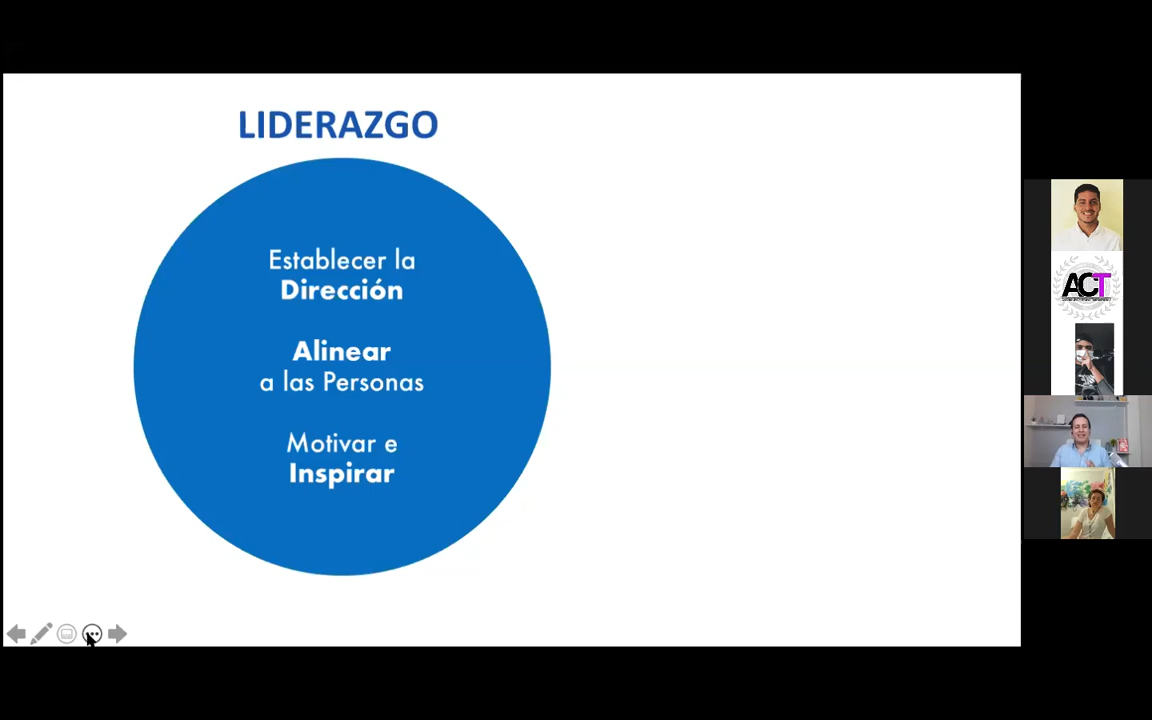 LIDERAZGO
Establecer la
Dirección
Alinear
a las Personas
Motivar e
Inspirar
ACT